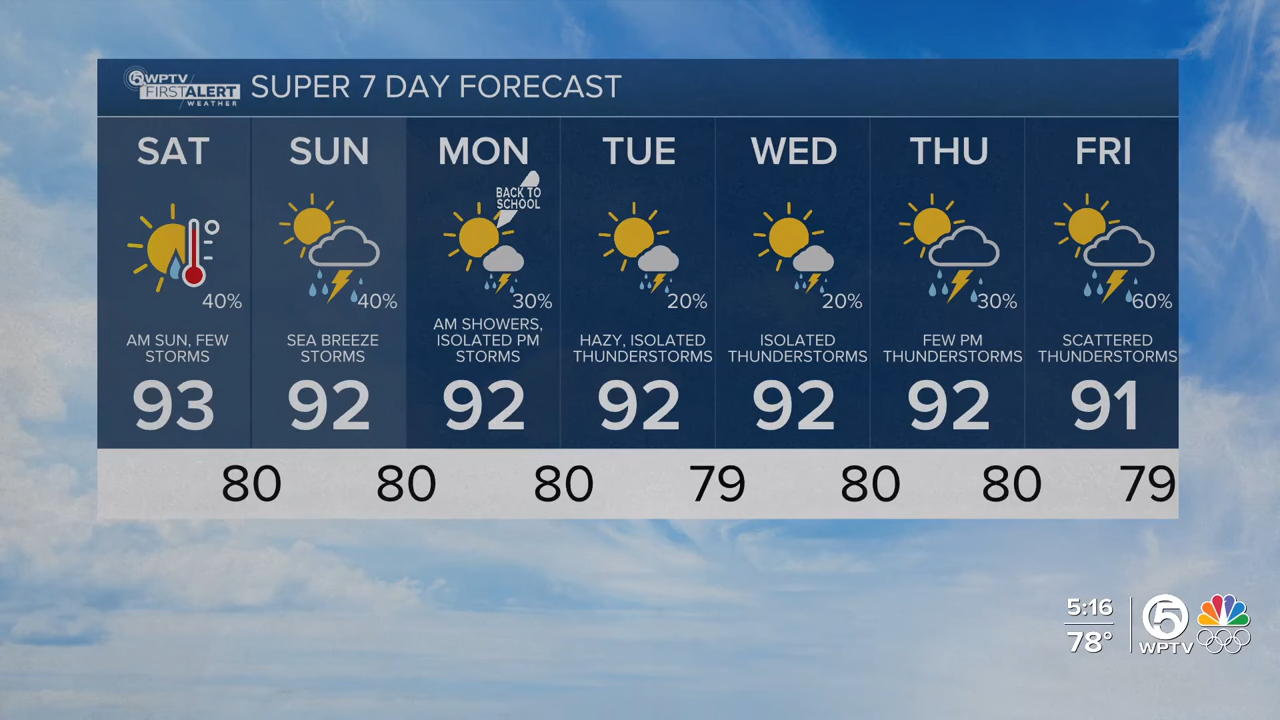 5 WPTV
FIRST ALERT
WEATHER
SUPER 7 DAY FORECAST
SAT
SUN
MON
TUE
WED
THU
FRI
BACK TO
SCHOOL
40%
40%
30%
20%
20%
30%
60%
AM SUN, FEW
STORMS
SEA BREEZE
STORMS
AM SHOWERS,
ISOLATED PM
STORMS
HAZY, ISOLATED
THUNDERSTORMS
ISOLATED
THUNDERSTORMS
FEW PM
THUNDERSTORMS
SCATTERED
THUNDERSTORMS
93
92
92
92
92
92
91
80
80
80
79
80
80
79
5:16
78°
5
WPTV